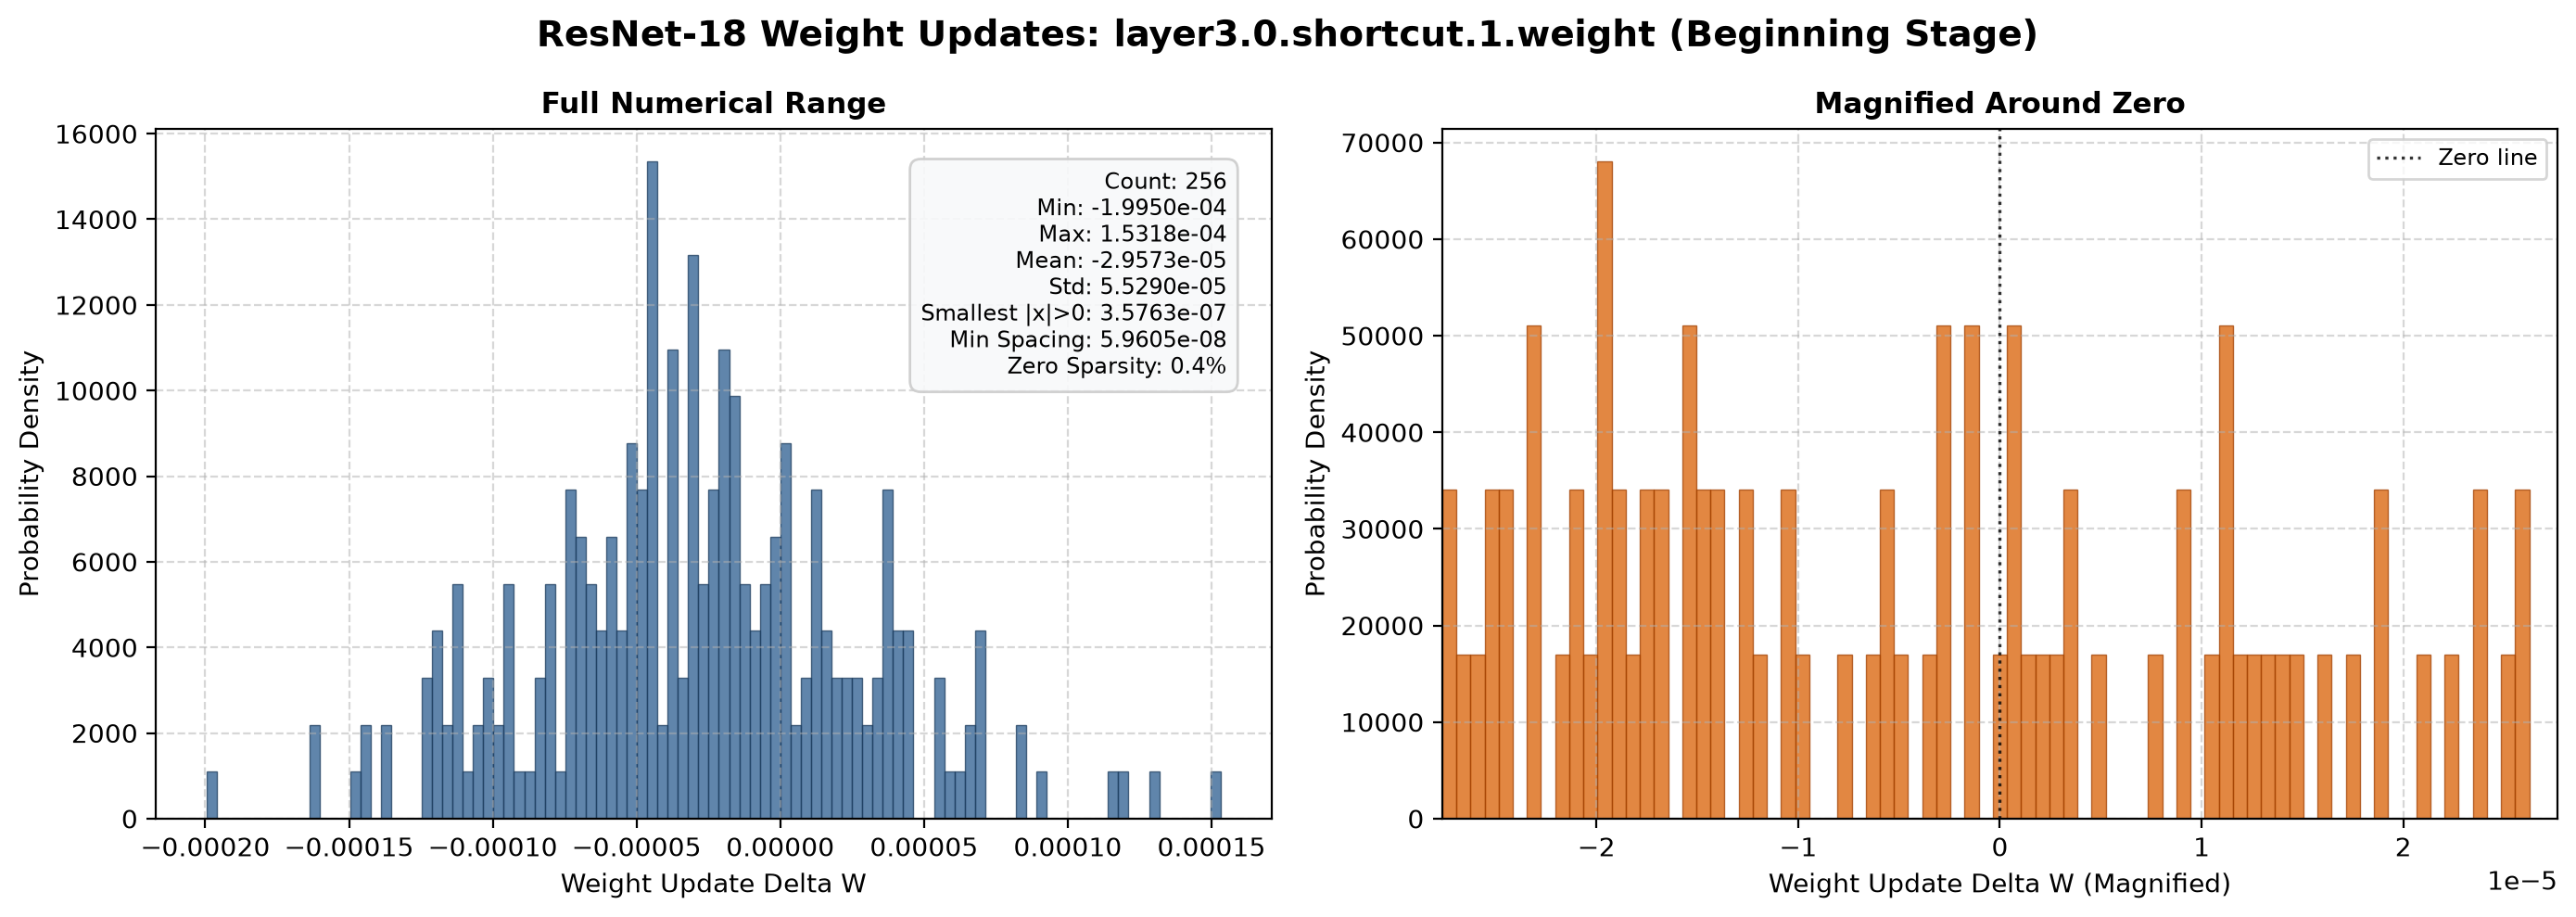 ResNet-18 Weight Updates: layer3.0.shortcut.1.weight (Beginning Stage)
Full Numerical Range
16000
14000
12000
10000
8000
6000
4000
2000
0
Probability Density
Count: 256
Min: -1.9950e-04
Max: 1.5318e-04
Mean: -2.9573e-05
Std: 5.5290e-05
Smallest |x|>0: 3.5763e-07
Min Spacing: 5.9605e-08
Zero Sparsity: 0.4%
−0.00020 −0.00015 −0.00010 −0.00005 0.00000 0.00005 0.00010 0.00015
Weight Update Delta W
Magnified Around Zero
70000
60000
50000
40000
30000
20000
10000
0
Probability Density
Zero line
−2 −1 0 1 2
1e−5
Weight Update Delta W (Magnified)